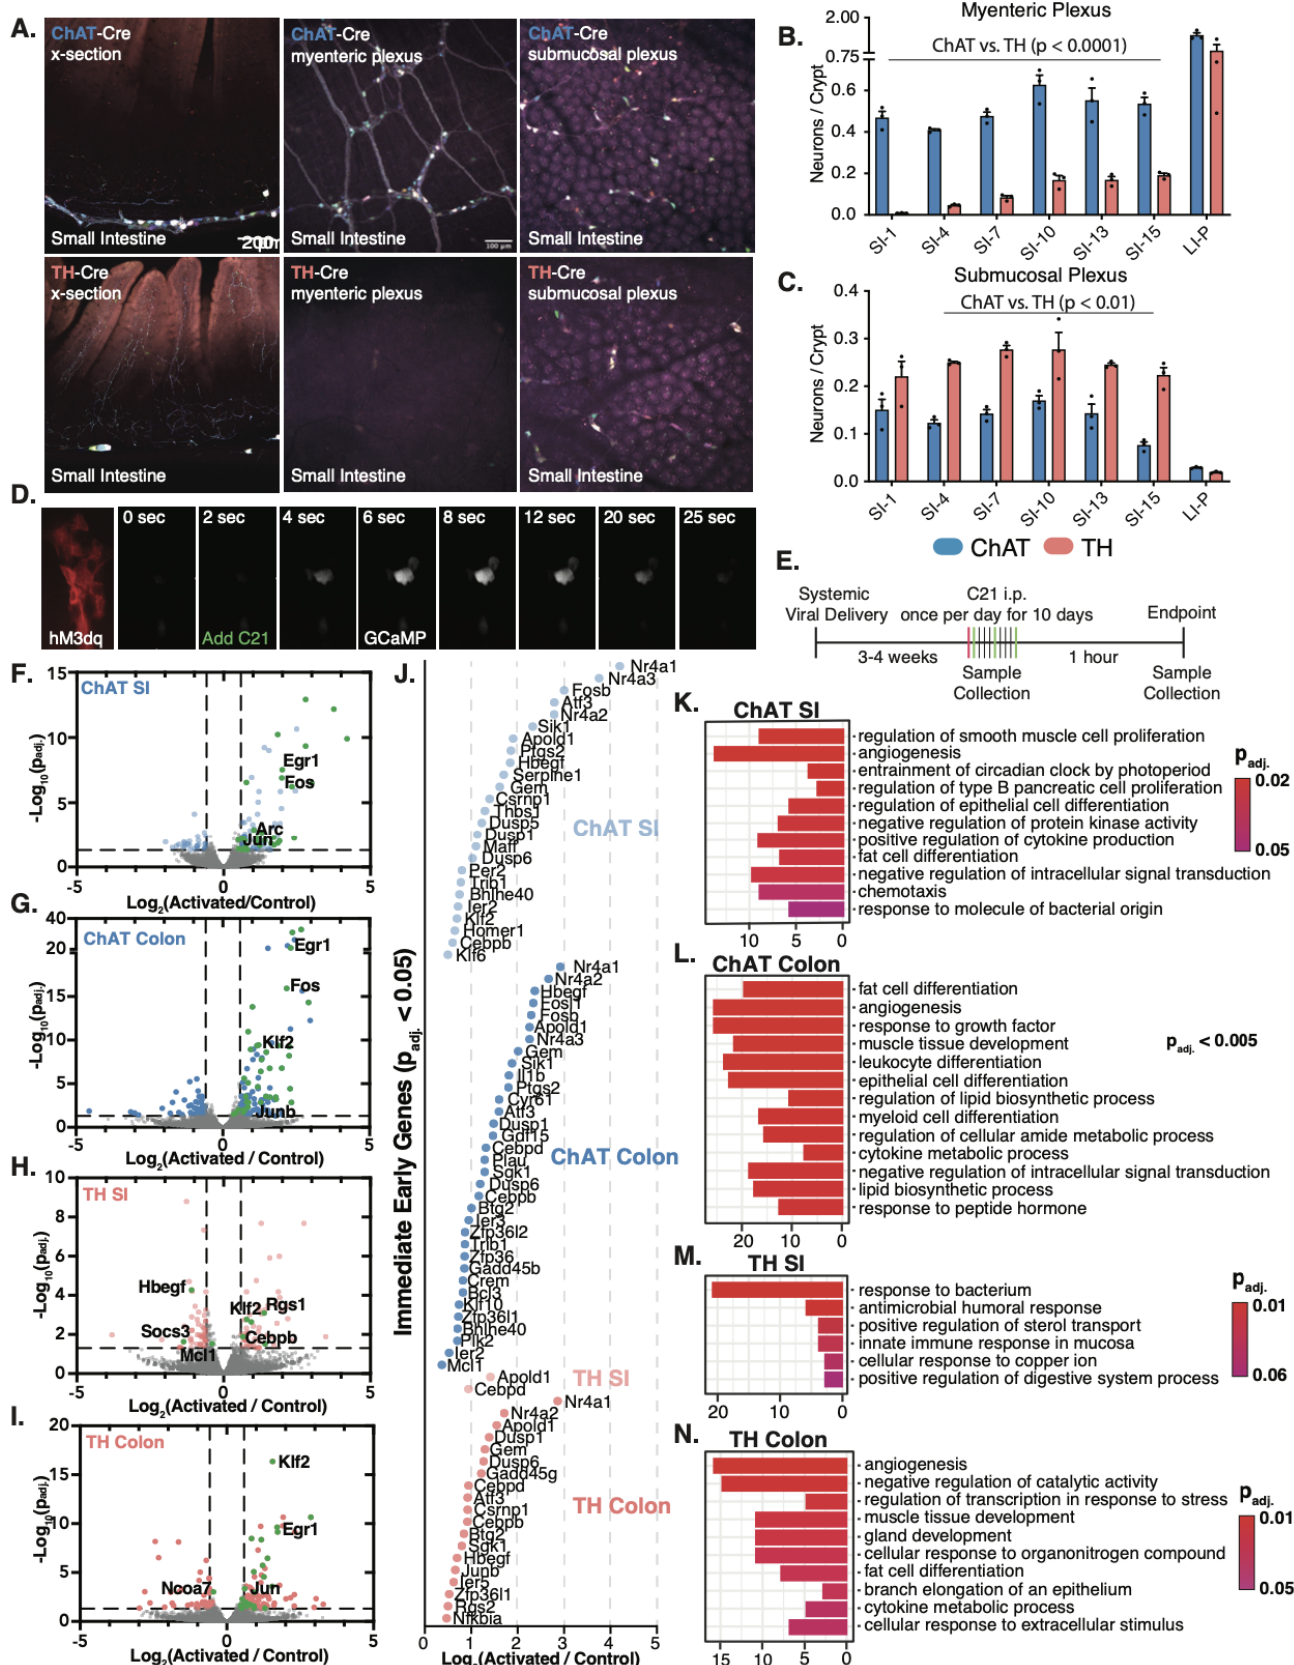 A.
ChAT-Cre
x-section
Small Intestine
200
ChAT-Cre
myenteric plexus
Small Intestine
100 µm
ChAT-Cre
submucosal plexus
Small Intestine
TH-Cre
x-section
Small Intestine
TH-Cre
myenteric plexus
Small Intestine
TH-Cre
submucosal plexus
Small Intestine
B.
Myenteric Plexus
ChAT vs. TH (p < 0.0001)
Neurons / Crypt
2.00
0.75
0.6
0.4
0.2
0.0
SI-1
SI-4
SI-7
SI-10
SI-13
SI-15
LI-P
C.
Submucosal Plexus
ChAT vs. TH (p < 0.01)
Neurons / Crypt
0.4
0.3
0.2
0.1
0.0
SI-1
SI-4
SI-7
SI-10
SI-13
SI-15
LI-P
ChAT TH
D.
hM3dq
0 sec
2 sec
Add C21
4 sec
6 sec
GCaMP
8 sec
12 sec
20 sec
25 sec
E.
Systemic
Viral Delivery
C21 i.p.
once per day for 10 days
Endpoint
3-4 weeks
1 hour
Sample
Collection
Sample
Collection
F.
ChAT SI
-Log10(padj.)
15
10
5
0
Egr1
Fos
Arc
Jun
-5 0 5
Log2(Activated/Control)
G.
ChAT Colon
-Log10(padj.)
40
20
15
10
5
0
Egr1
Fos
Klf2
Junb
-5 0 5
Log2(Activated / Control)
H.
TH SI
-Log10(padj.)
10
8
6
4
2
0
Hbegf
Klf2
Rgs1
Socs3
Cebpb
Mcl1
-5 0 5
Log2(Activated / Control)
I.
TH Colon
-Log10(padj.)
20
15
10
5
0
Klf2
Egr1
Ncoa7
Jun
-5 0 5
Log2(Activated / Control)
J.
Immediate Early Genes (padj. < 0.05)
Nr4a1
Nr4a3
Fosb
Atf3
Nr4a2
Sik1
Apold1
Ptgs2
Hbegf
Serpine1
Gem
Csrnp1
Thbs1
Dusp5
Dusp1
Maff
Dusp6
Per2
Trib1
Bhlhe40
Ier2
Klf2
Homer1
Cebpb
Klf6
ChAT SI
Nr4a1
Nr4a2
Hbegf
Fosl1
Fosb
Apold1
Nr4a3
Gem
Sik1
Il1b
Ptgs2
Cyr61
Atf3
Dusp1
Gdf15
Cebpd
Plau
Sgk1
Dusp6
Cebpb
Btg2
Ier3
Zfp36l2
Trib1
Zfp36
Gadd45b
Crem
Bcl3
Klf10
Zfp36l1
Bhlhe40
Plk2
Ier2
Mcl1
ChAT Colon
Apold1
Cebpd
TH SI
Nr4a1
Nr4a2
Apold1
Dusp1
Gem
Dusp6
Gadd45g
Cebpd
Atf3
Csrnp1
Cebpb
Btg2
Sgk1
Hbegf
Junb
Ier5
Zfp36l1
Rgs2
Nfkbia
TH Colon
0 1 2 3 4 5
Log2(Activated / Control)
K.
ChAT SI
regulation of smooth muscle cell proliferation
angiogenesis
entrainment of circadian clock by photoperiod
regulation of type B pancreatic cell proliferation
regulation of epithelial cell differentiation
negative regulation of protein kinase activity
positive regulation of cytokine production
fat cell differentiation
negative regulation of intracellular signal transduction
chemotaxis
response to molecule of bacterial origin
10 5 0
padj.
0.02
0.05
L.
ChAT Colon
fat cell differentiation
angiogenesis
response to growth factor
muscle tissue development
leukocyte differentiation
epithelial cell differentiation
regulation of lipid biosynthetic process
myeloid cell differentiation
regulation of cellular amide metabolic process
cytokine metabolic process
negative regulation of intracellular signal transduction
lipid biosynthetic process
response to peptide hormone
20 10 0
padj. < 0.005
M.
TH SI
response to bacterium
antimicrobial humoral response
positive regulation of sterol transport
innate immune response in mucosa
cellular response to copper ion
positive regulation of digestive system process
20 10 0
padj.
0.01
0.06
N.
TH Colon
angiogenesis
negative regulation of catalytic activity
regulation of transcription in response to stress
muscle tissue development
gland development
cellular response to organonitrogen compound
fat cell differentiation
branch elongation of an epithelium
cytokine metabolic process
cellular response to extracellular stimulus
15 10 5 0
padj.
0.01
0.05